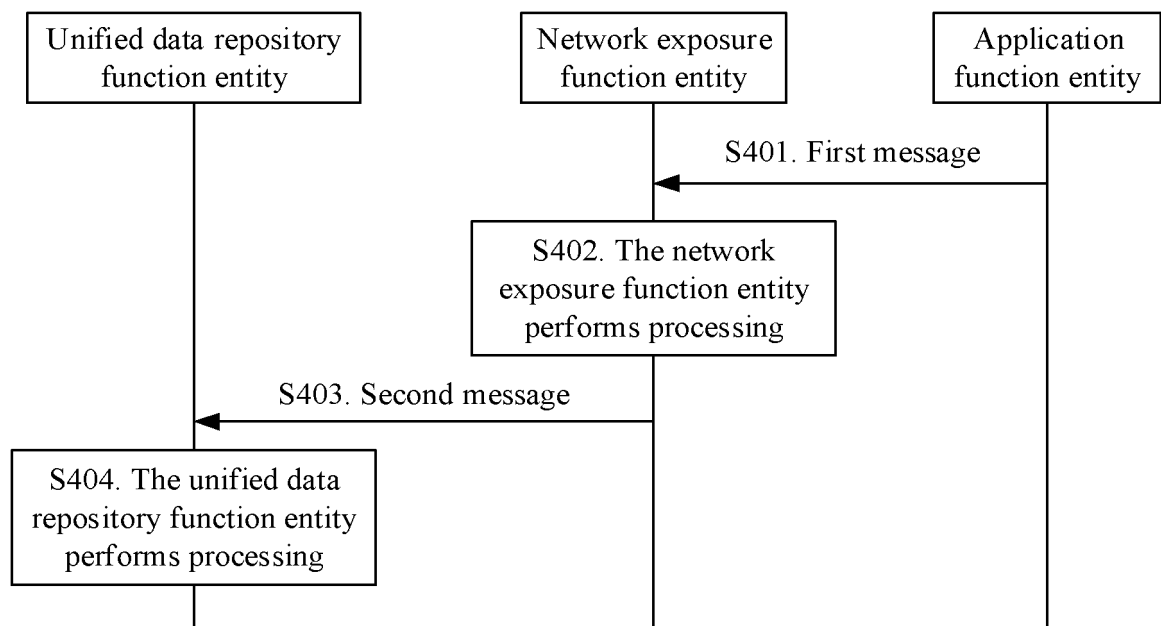 Unified data repository
function entity
Network exposure
function entity
Application
function entity
S401. First message
S402. The network
exposure function entity
performs processing
S403. Second message
S404. The unified data
repository function entity
performs processing